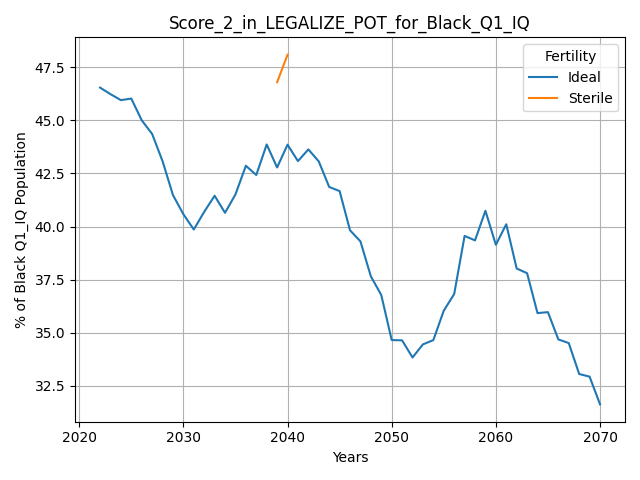 Score_2_in_LEGALIZE_POT_for_Black_Q1_IQ
Fertility
Ideal
Sterile
% of Black Q1_IQ Population
47.5
45.0
42.5
40.0
37.5
35.0
32.5
2020
2030
2040
2050
2060
2070
Years